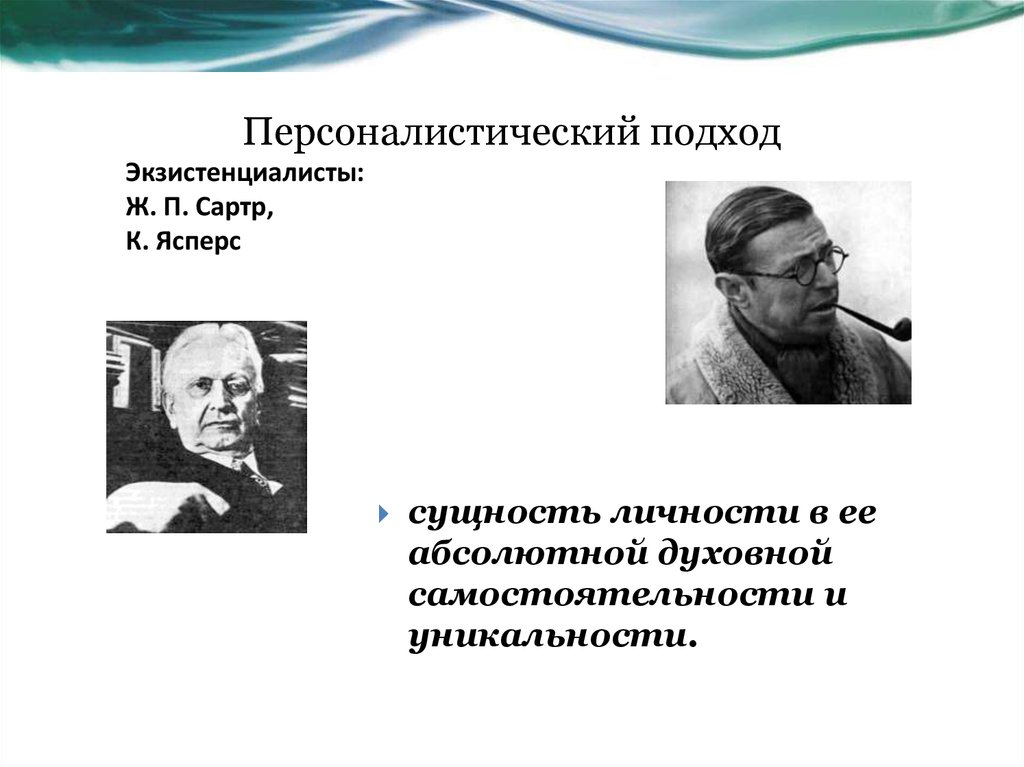 Персоналистический подход
Экзистенциалисты:
Ж. П. Сартр,
К. Ясперс
сущность личности в ее
абсолютной духовной
самостоятельности и
уникальности.